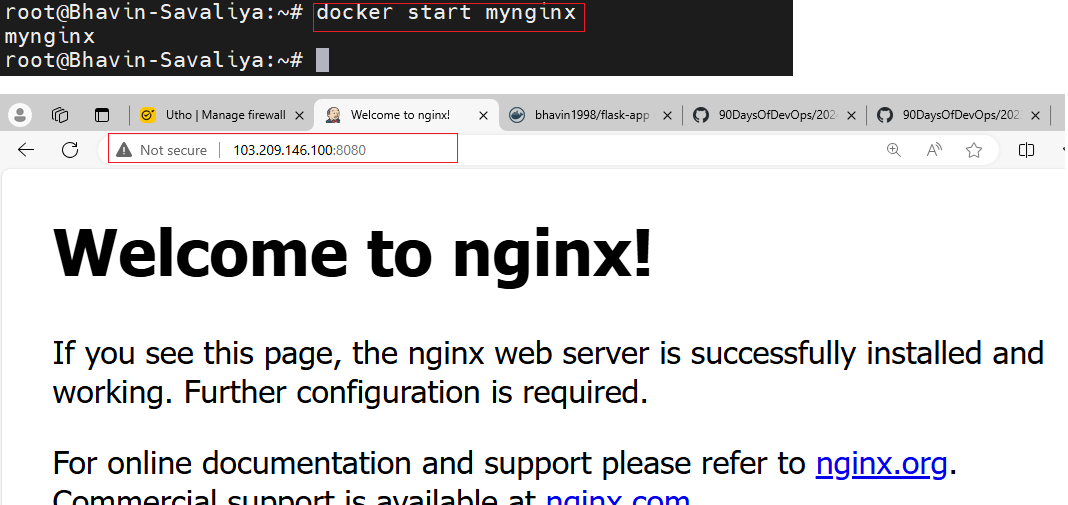 root@Bhavin-Savaliya:~# docker start mynginx
mynginx
root@Bhavin-Savaliya:~#
Utho | Manage firewall
Welcome to nginx!
bhavin1998/flask-app
90DaysOfDevOps/202
90DaysOfDevOps/202
Not secure | 103.209.146.100:8080
Welcome to nginx!
If you see this page, the nginx web server is successfully installed and
working. Further configuration is required.
For online documentation and support please refer to nginx.org.
Commercial support is available at nginx.com